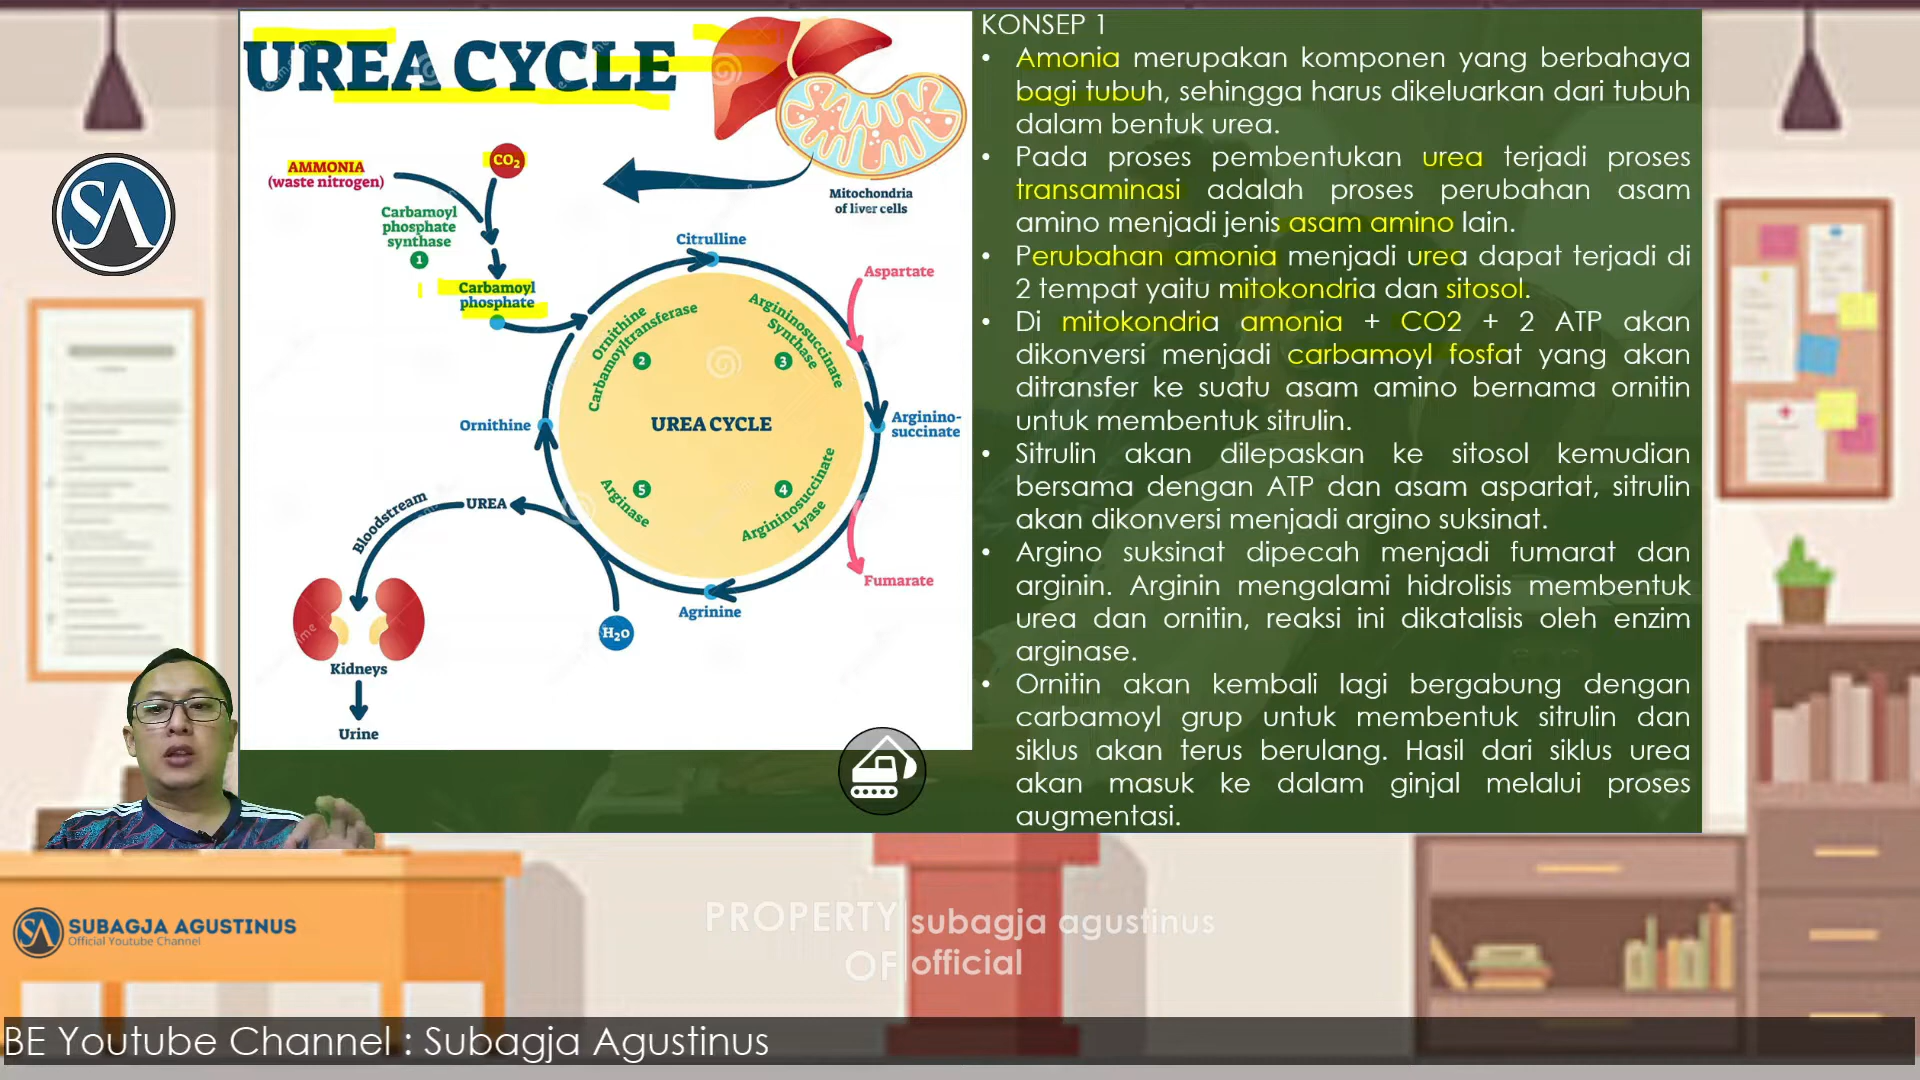 UREA CYCLE
AMMONIA
(waste nitrogen)
CO2
Mitochondria
of liver cells
Carbamoyl
phosphate
synthase
1
Carbamoyl
phosphate
Citrulline
Aspartate
Ornithine
Carbamoyltransferase
2
Argininosuccinate
Synthase
3
UREA CYCLE
Ornithine
Arginino-
succinate
5
Arginase
4
Argininosuccinate
Lyase
Bloodstream
UREA
Fumarate
Agrinine
H2O
Kidneys
Urine
KONSEP 1
• Amonia merupakan komponen yang berbahaya
bagi tubuh, sehingga harus dikeluarkan dari tubuh
dalam bentuk urea.
• Pada proses pembentukan urea terjadi proses
transaminasi adalah proses perubahan asam
amino menjadi jenis asam amino lain.
• Perubahan amonia menjadi urea dapat terjadi di
2 tempat yaitu mitokondria dan sitosol.
• Di mitokondria amonia + CO2 + 2 ATP akan
dikonversi menjadi carbamoyl fosfat yang akan
ditransfer ke suatu asam amino bernama ornitin
untuk membentuk sitrulin.
• Sitrulin akan dilepaskan ke sitosol kemudian
bersama dengan ATP dan asam aspartat, sitrulin
akan dikonversi menjadi argino suksinat.
• Argino suksinat dipecah menjadi fumarat dan
arginin. Arginin mengalami hidrolisis membentuk
urea dan ornitin, reaksi ini dikatalisis oleh enzim
arginase.
• Ornitin akan kembali lagi bergabung dengan
carbamoyl grup untuk membentuk sitrulin dan
siklus akan terus berulang. Hasil dari siklus urea
akan masuk ke dalam ginjal melalui proses
augmentasi.
SA
SUBAGJA AGUSTINUS
Official Youtube Channel
PROPERTY OF
subagja agustinus
official
BE Youtube Channel : Subagja Agustinus